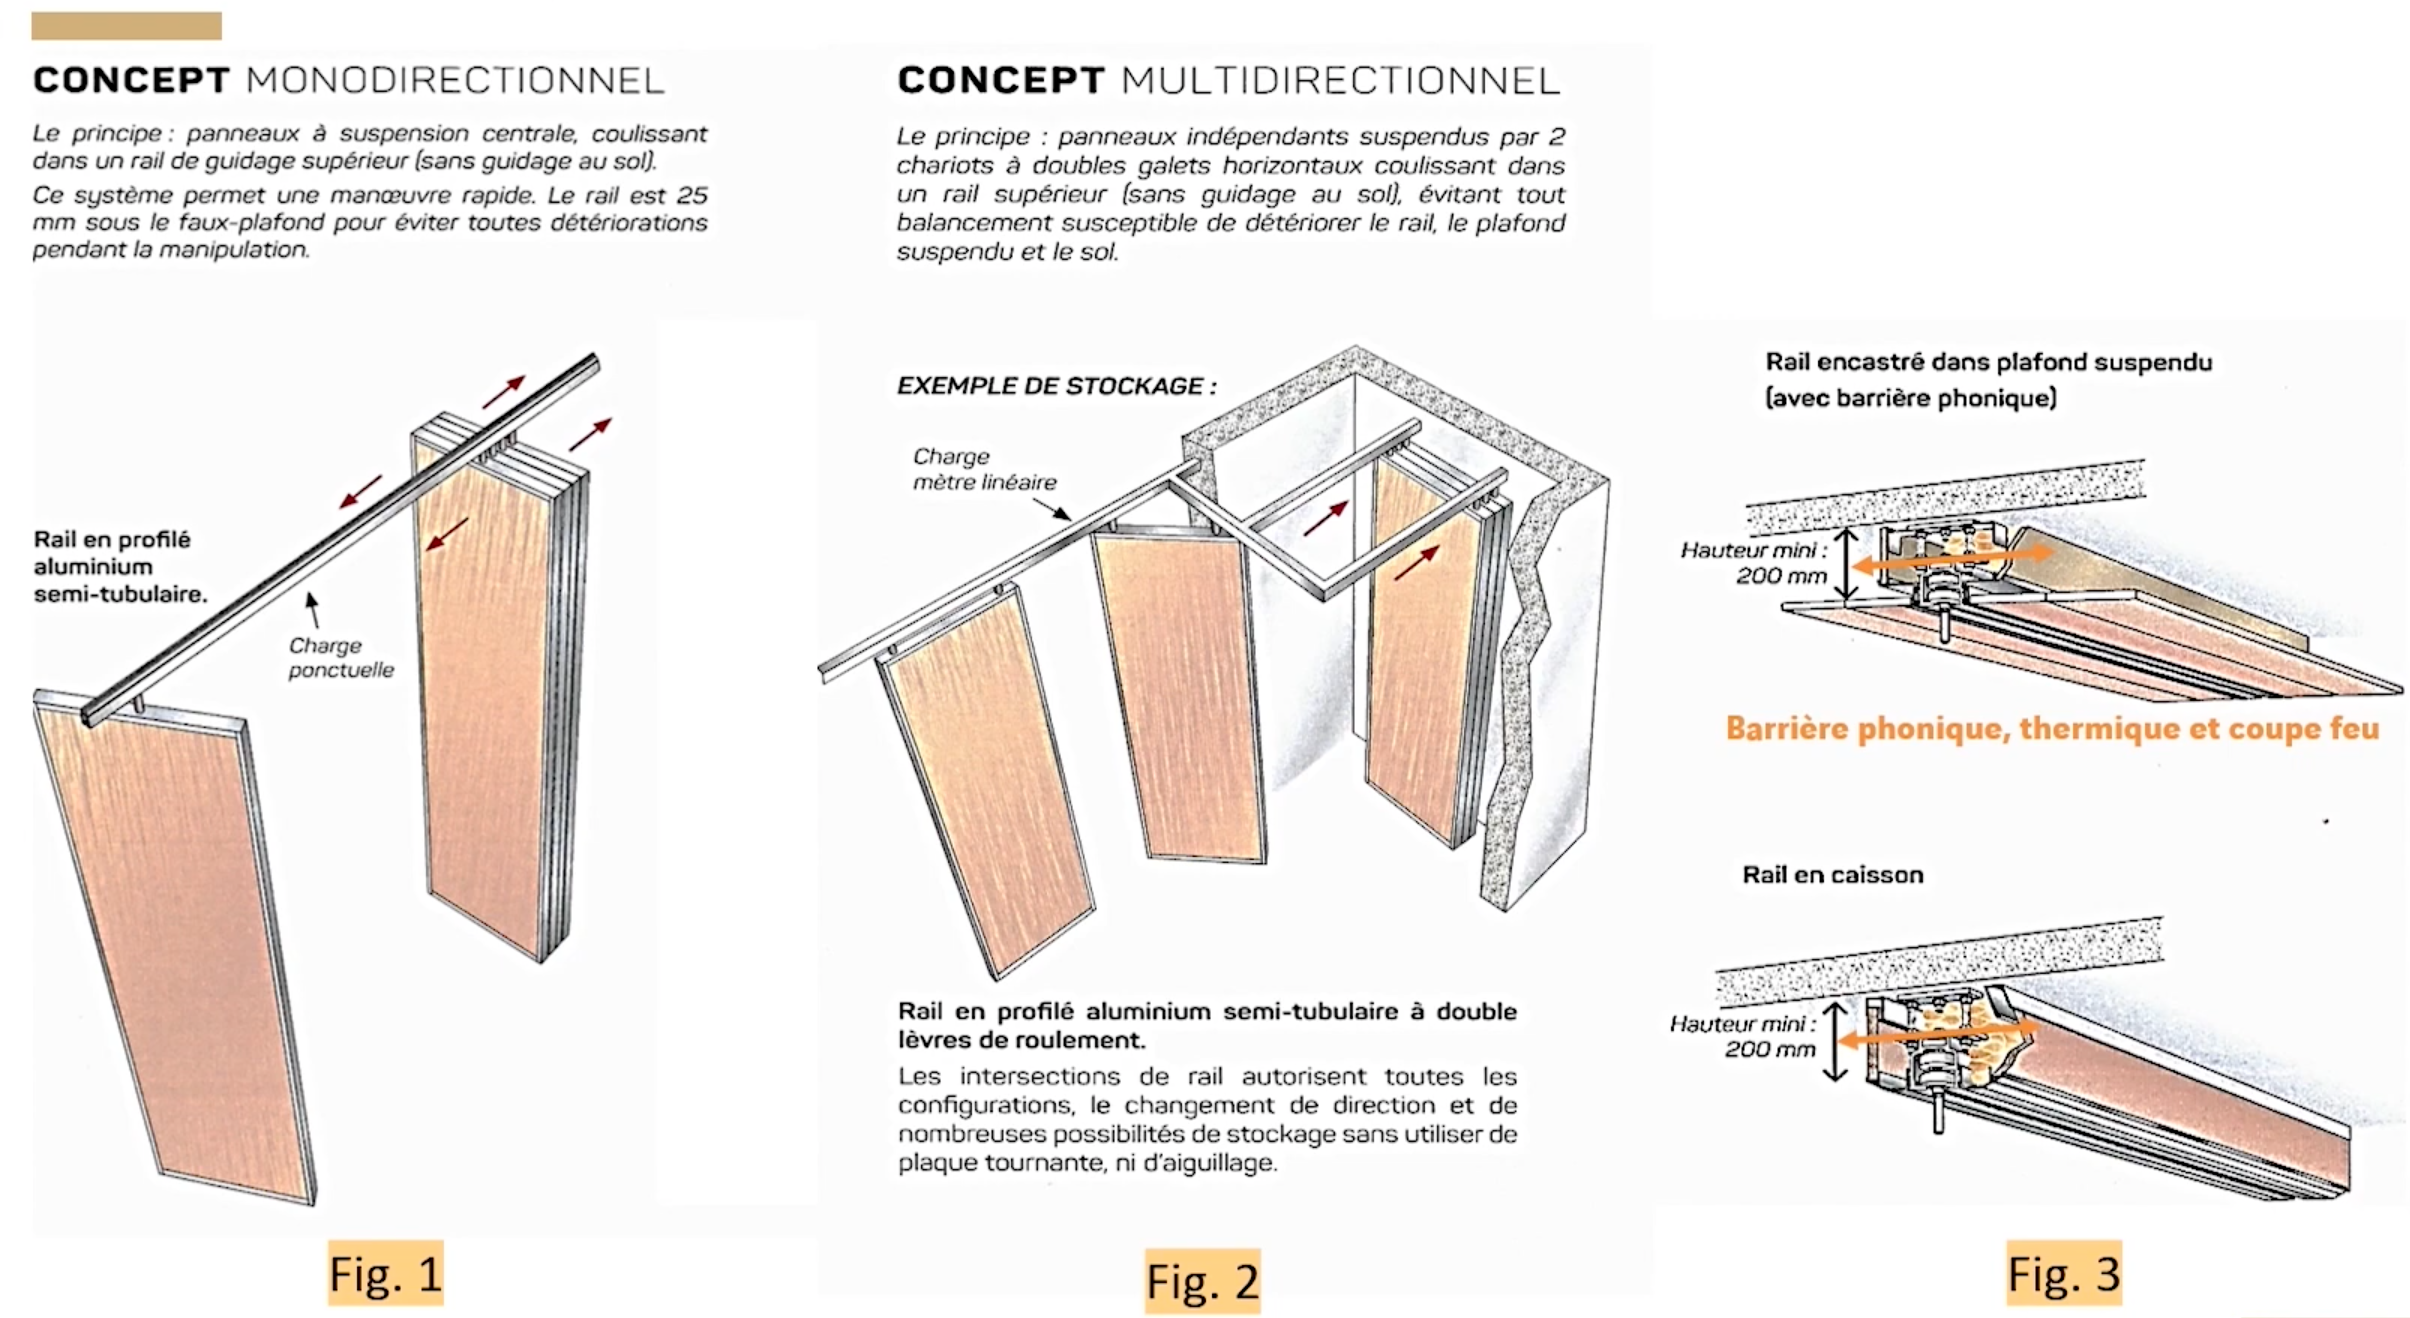 CONCEPT MONODIRECTIONNEL
Le principe : panneaux à suspension centrale, coulissant
dans un rail de guidage supérieur (sans guidage au sol).
Ce système permet une manœuvre rapide. Le rail est 25
mm sous le faux-plafond pour éviter toutes détériorations
pendant la manipulation.
Rail en profilé
aluminium
semi-tubulaire.
Charge
ponctuelle
Fig. 1
CONCEPT MULTIDIRECTIONNEL
Le principe : panneaux indépendants suspendus par 2
chariots à doubles galets horizontaux coulissant dans
un rail supérieur (sans guidage au sol), évitant tout
balancement susceptible de détériorer le rail, le plafond
suspendu et le sol.
EXEMPLE DE STOCKAGE :
Charge
mètre linéaire
Rail en profilé aluminium semi-tubulaire à double
lèvres de roulement.
Les intersections de rail autorisent toutes les
configurations, le changement de direction et de
nombreuses possibilités de stockage sans utiliser de
plaque tournante, ni d'aiguillage.
Fig. 2
Rail encastré dans plafond suspendu
(avec barrière phonique)
Hauteur mini :
200 mm
Barrière phonique, thermique et coupe feu
Rail en caisson
Hauteur mini :
200 mm
Fig. 3